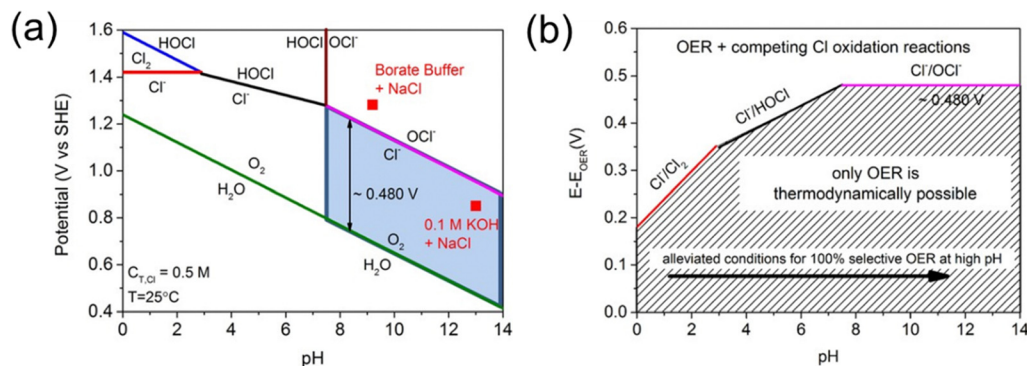 (a)
Potential (V vs SHE)
1.6
1.4
1.2
1.0
0.8
0.6
0.4
HOCl
Cl₂
Cl⁻
HOCl
Cl⁻
HOCl OCl⁻
Borate Buffer
+ NaCl
OCl⁻
Cl⁻
~ 0.480 V
O₂
H₂O
0.1 M KOH
+ NaCl
O₂
H₂O
C_T,Cl = 0.5 M
T=25°C
0 2 4 6 8 10 12 14
pH
(b)
E-E_OER(V)
0.6
0.5
0.4
0.3
0.2
0.1
0.0
OER + competing Cl oxidation reactions
Cl⁻/OCl⁻
~ 0.480 V
Cl⁻/HOCl
Cl⁻/Cl₂
only OER is
thermodynamically possible
alleviated conditions for 100% selective OER at high pH
0 2 4 6 8 10 12 14
pH